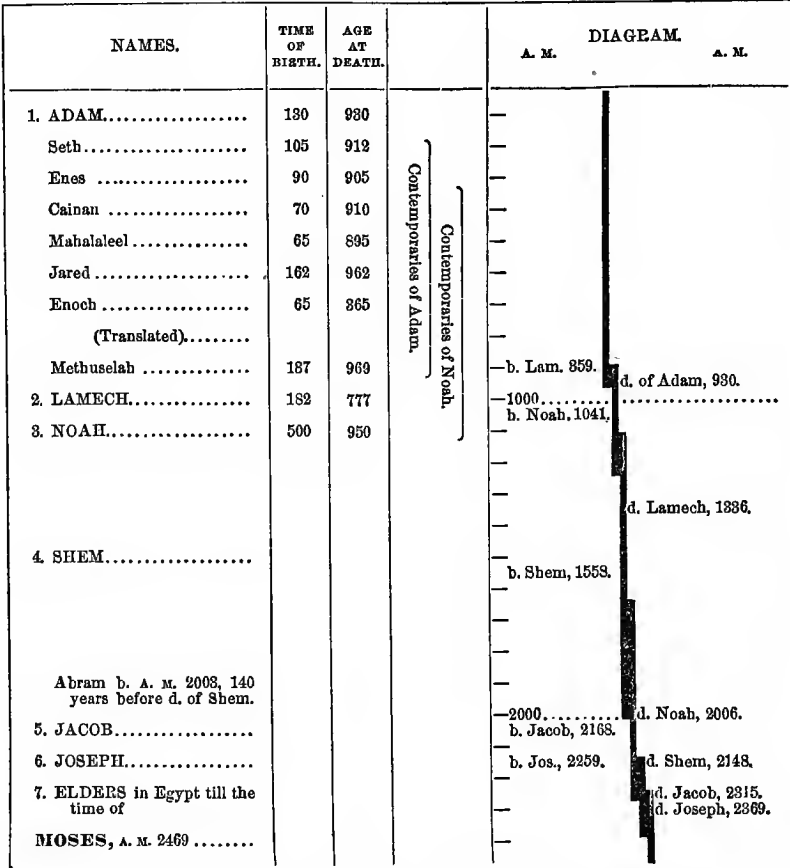 NAMES.
TIME OF BIRTH.
AGE AT DEATH.
DIAGRAM.
A. M. A. M.
1. ADAM................... 130 930
Seth...................... 105 912
Enos ................... 90 905
Cainan ................... 70 910
Mahalaleel............... 65 895
Jared..................... 162 962
Enoch ................... 65 365
(Translated).........
Methuselah .............. 187 969
2. LAMECH............... 182 777
3. NOAH................... 500 950
Contemporaries of Adam.
Contemporaries of Noah.
4. SHEM...................
Abram b. A. M. 2003, 140
years before d. of Shem.
5. JACOB..................
6. JOSEPH................
7. ELDERS in Egypt till the
time of
MOSES, A. M. 2469 ........
b. Lam. 859.
d. of Adam, 930.
1000
b. Noah, 1041.
d. Lamech, 1336.
b. Shem, 1558.
2000
d. Noah, 2006.
b. Jacob, 2168.
b. Jos., 2259.
d. Shem, 2148.
d. Jacob, 2315.
d. Joseph, 2369.